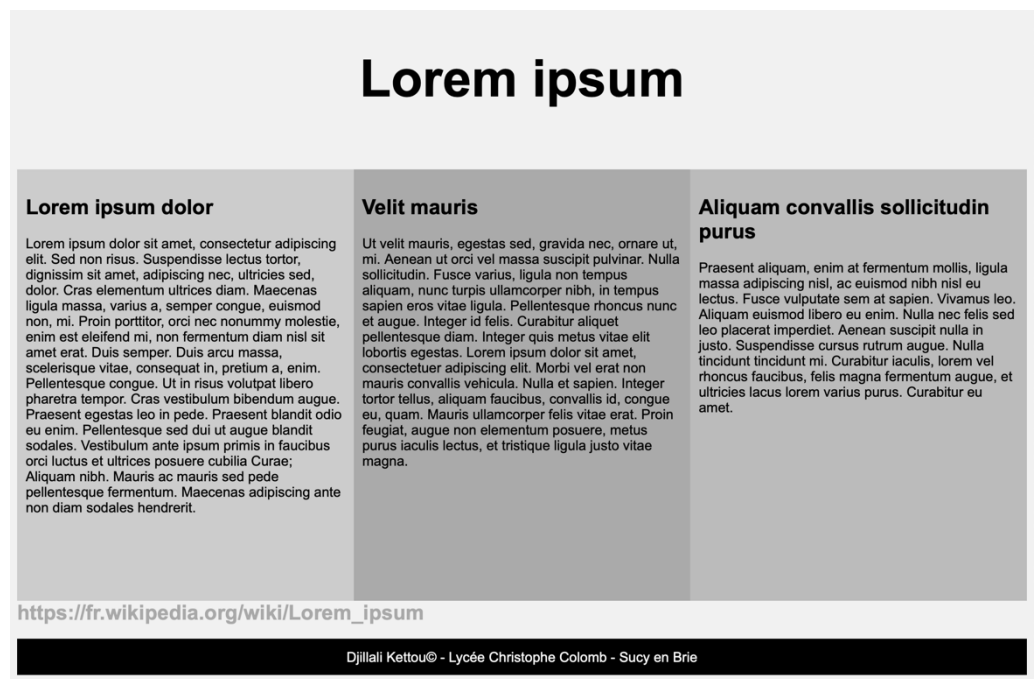 Lorem ipsum
Lorem ipsum dolor
Lorem ipsum dolor sit amet, consectetur adipiscing
elit. Sed non risus. Suspendisse lectus tortor,
dignissim sit amet, adipiscing nec, ultricies sed,
dolor. Cras elementum ultrices diam. Maecenas
ligula massa, varius a, semper congue, euismod
non, mi. Proin porttitor, orci nec nonummy molestie,
enim est eleifend mi, non fermentum diam nisl sit
amet erat. Duis semper. Duis arcu massa,
scelerisque vitae, consequat in, pretium a, enim.
Pellentesque congue. Ut in risus volutpat libero
pharetra tempor. Cras vestibulum bibendum augue.
Praesent egestas leo in pede. Praesent blandit odio
eu enim. Pellentesque sed dui ut augue blandit
sodales. Vestibulum ante ipsum primis in faucibus
orci luctus et ultrices posuere cubilia Curae;
Aliquam nibh. Mauris ac mauris sed pede
pellentesque fermentum. Maecenas adipiscing ante
non diam sodales hendrerit.
Velit mauris
Ut velit mauris, egestas sed, gravida nec, ornare ut,
mi. Aenean ut orci vel massa suscipit pulvinar. Nulla
sollicitudin. Fusce varius, ligula non tempus
aliquam, nunc turpis ullamcorper nibh, in tempus
sapien eros vitae ligula. Pellentesque rhoncus nunc
et augue. Integer id felis. Curabitur aliquet
pellentesque diam. Integer quis metus vitae elit
lobortis egestas. Lorem ipsum dolor sit amet,
consectetuer adipiscing elit. Morbi vel erat non
mauris convallis vehicula. Nulla et sapien. Integer
tortor tellus, aliquam faucibus, convallis id, congue
eu, quam. Mauris ullamcorper felis vitae erat. Proin
feugiat, augue non elementum posuere, metus
purus iaculis lectus, et tristique ligula justo vitae
magna.
Aliquam convallis sollicitudin
purus
Praesent aliquam, enim at fermentum mollis, ligula
massa adipiscing nisl, ac euismod nibh nisl eu
lectus. Fusce vulputate sem at sapien. Vivamus leo.
Aliquam euismod libero eu enim. Nulla nec felis sed
leo placerat imperdiet. Aenean suscipit nulla in
justo. Suspendisse cursus rutrum augue. Nulla
tincidunt tincidunt mi. Curabitur iaculis, lorem vel
rhoncus faucibus, felis magna fermentum augue, et
ultricies lacus lorem varius purus. Curabitur eu
amet.
https://fr.wikipedia.org/wiki/Lorem_ipsum
Djillali Kettou© - Lycée Christophe Colomb - Sucy en Brie